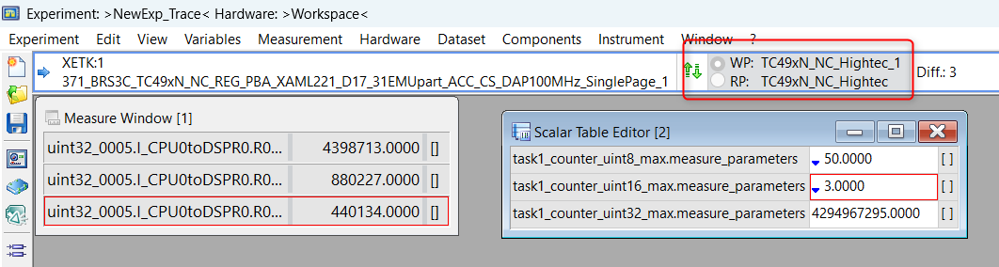 Experiment: >NewExp_Trace< Hardware: >Workspace<
Experiment Edit View Variables Measurement Hardware Dataset Components Instrument Window ?
XETK:1
371_BRS3C_TC49xN_NC_REG_PBA_XAML221_D17_31EMUpart_ACC_CS_DAP100MHz_SinglePage_1
WP: TC49xN_NC_Hightec_1
RP: TC49xN_NC_Hightec
Diff.: 3
Measure Window [1]
uint32_0005.I_CPU0toDSPR0.R0... 4398713.0000 []
uint32_0005.I_CPU0toDSPR0.R0... 880227.0000 []
uint32_0005.I_CPU0toDSPR0.R0... 440134.0000 []
Scalar Table Editor [2]
task1_counter_uint8_max.measure_parameters 50.0000 [ ]
task1_counter_uint16_max.measure_parameters 3.0000 [ ]
task1_counter_uint32_max.measure_parameters 4294967295.0000 [ ]